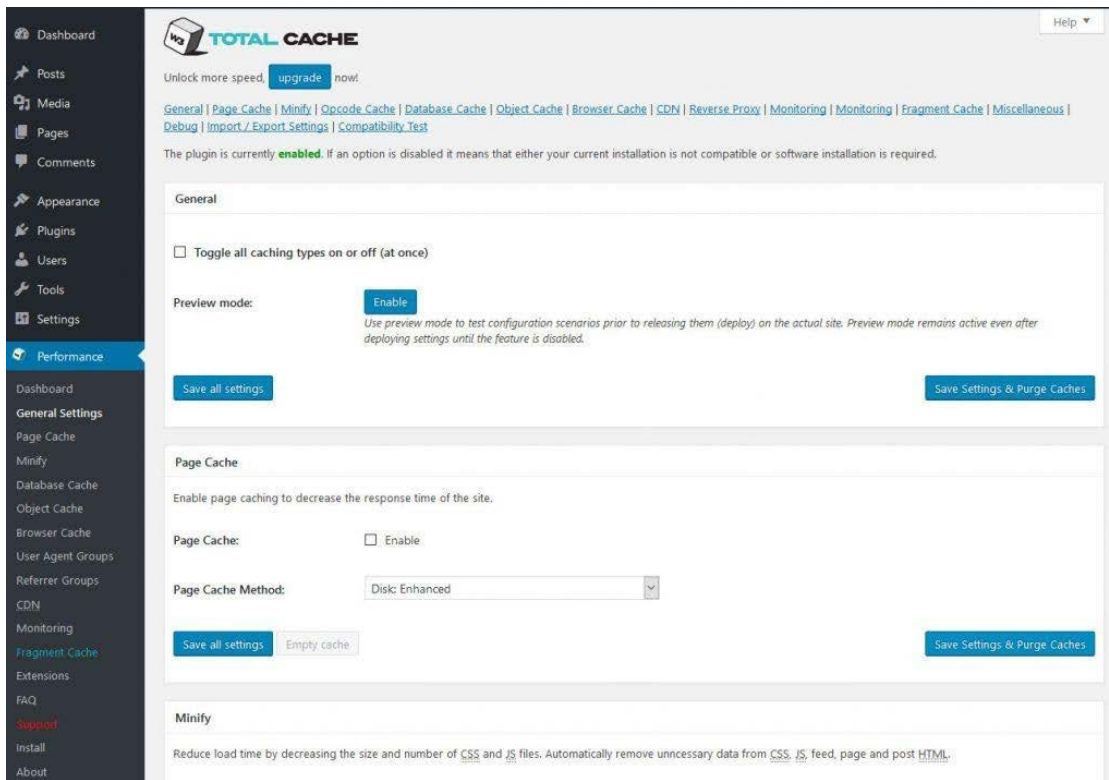 Dashboard
Posts
Media
Pages
Comments
Appearance
Plugins
Users
Tools
Settings
Performance
Dashboard
General Settings
Page Cache
Minify
Database Cache
Object Cache
Browser Cache
User Agent Groups
Referrer Groups
CDN
Monitoring
Fragment Cache
Extensions
FAQ
Support
Install
About
Help
W3 TOTAL CACHE
Unlock more speed, upgrade now!
General | Page Cache | Minify | Opcode Cache | Database Cache | Object Cache | Browser Cache | CDN | Reverse Proxy | Monitoring | Monitoring | Fragment Cache | Miscellaneous |
Debug | Import / Export Settings | Compatibility Test
The plugin is currently enabled. If an option is disabled it means that either your current installation is not compatible or software installation is required.
General
Toggle all caching types on or off (at once)
Preview mode: Enable
Use preview mode to test configuration scenarios prior to releasing them (deploy) on the actual site. Preview mode remains active even after
deploying settings until the feature is disabled.
Save all settings Save Settings & Purge Caches
Page Cache
Enable page caching to decrease the response time of the site.
Page Cache: Enable
Page Cache Method: Disk: Enhanced
Save all settings Empty cache Save Settings & Purge Caches
Minify
Reduce load time by decreasing the size and number of CSS and JS files. Automatically remove unncessary data from CSS, JS, feed, page and post HTML.